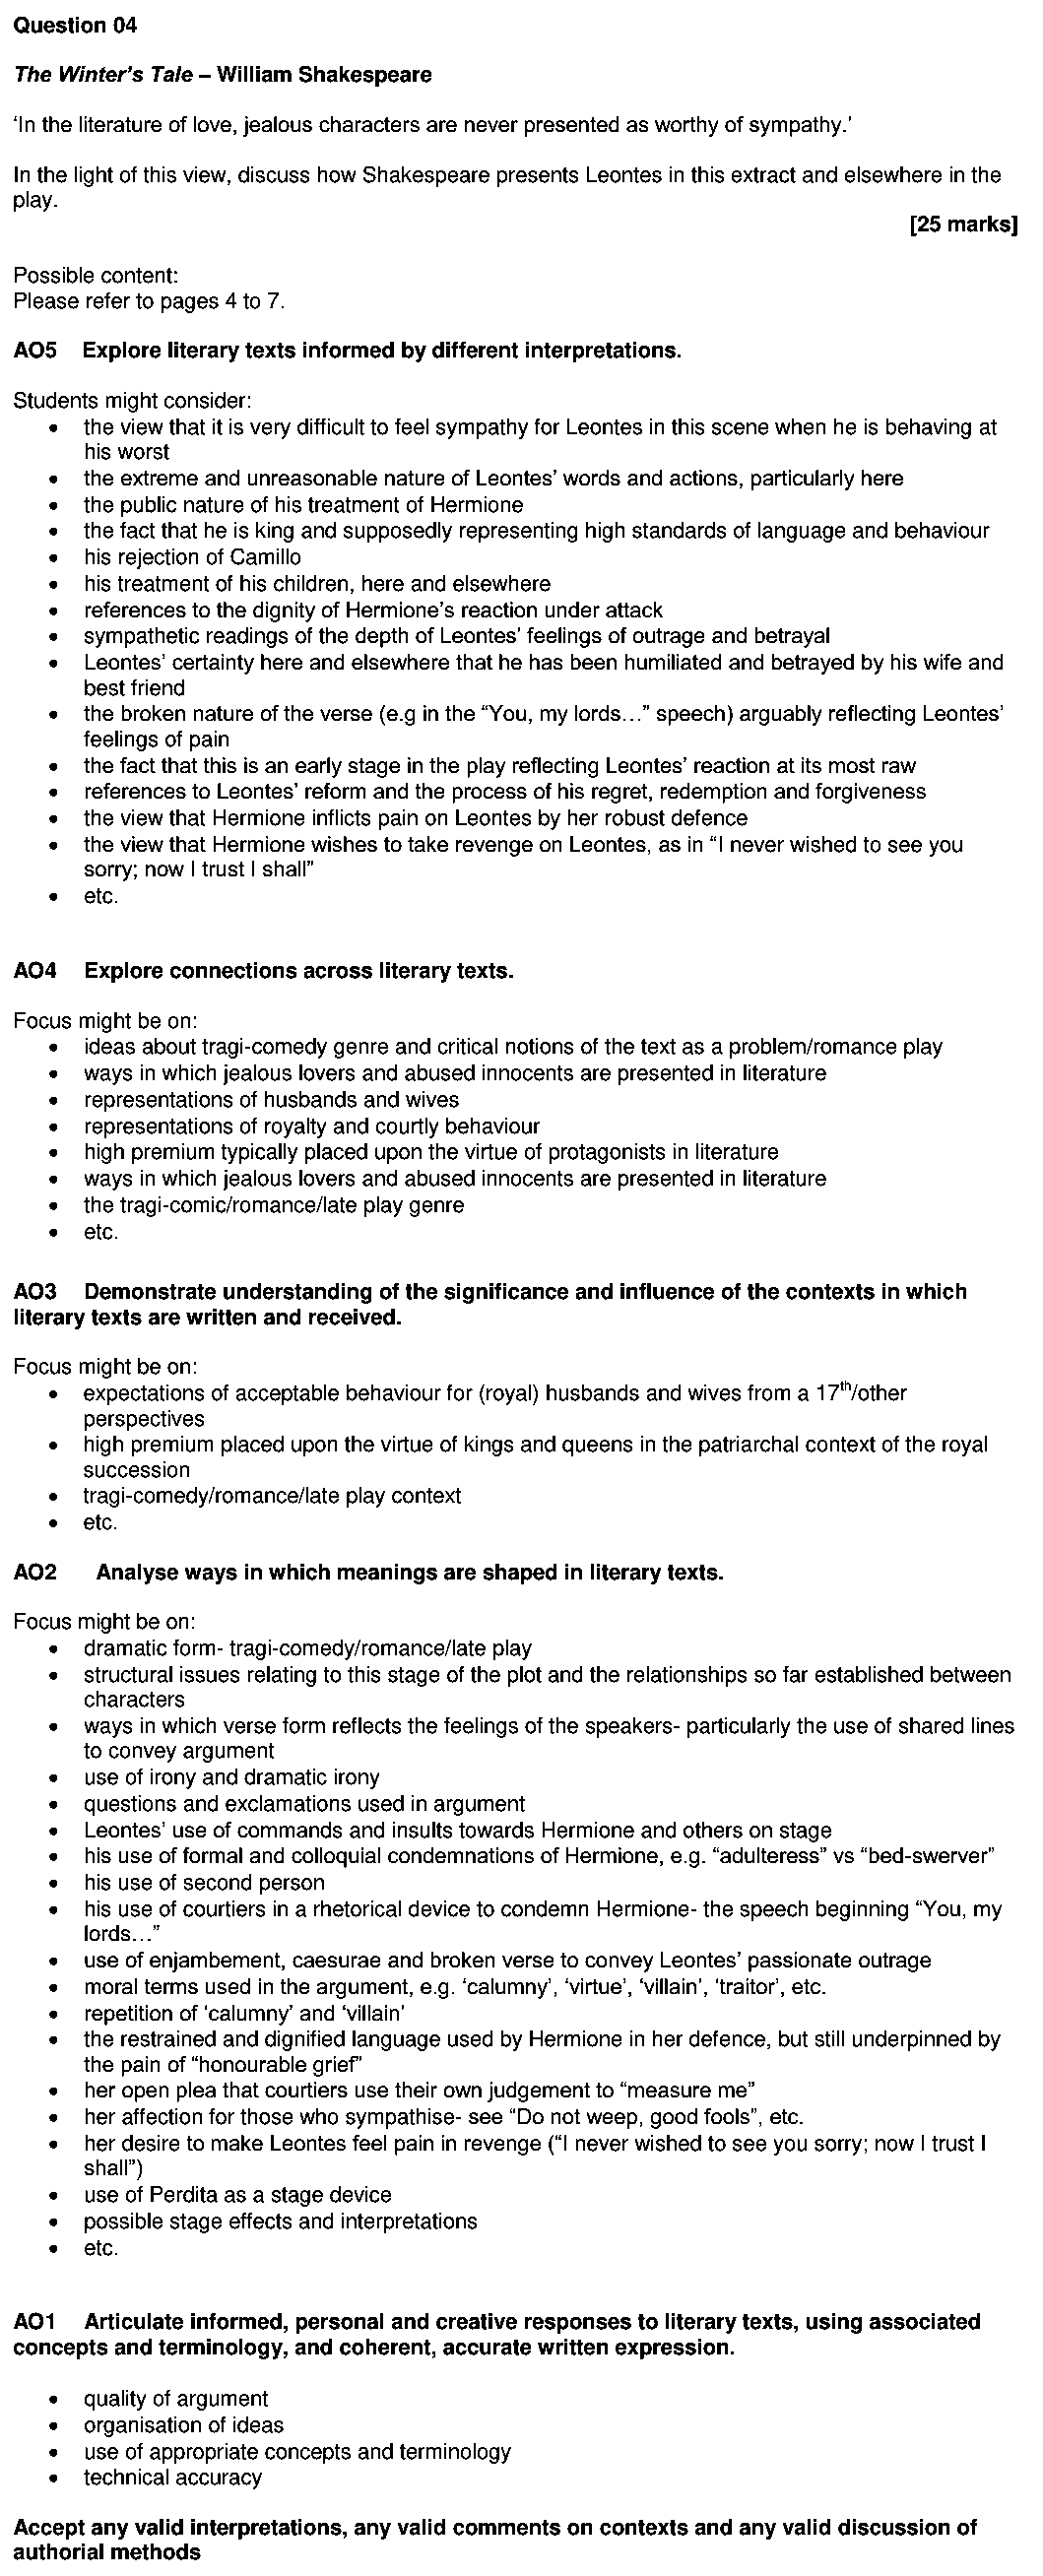 Question 04
The Winter's Tale – William Shakespeare
'In the literature of love, jealous characters are never presented as worthy of sympathy.'
In the light of this view, discuss how Shakespeare presents Leontes in this extract and elsewhere in the
play.
[25 marks]
Possible content:
Please refer to pages 4 to 7.
AO5 Explore literary texts informed by different interpretations.
Students might consider:
• the view that it is very difficult to feel sympathy for Leontes in this scene when he is behaving at
his worst
• the extreme and unreasonable nature of Leontes' words and actions, particularly here
• the public nature of his treatment of Hermione
• the fact that he is king and supposedly representing high standards of language and behaviour
• his rejection of Camillo
• his treatment of his children, here and elsewhere
• references to the dignity of Hermione's reaction under attack
• sympathetic readings of the depth of Leontes' feelings of outrage and betrayal
• Leontes' certainty here and elsewhere that he has been humiliated and betrayed by his wife and
best friend
• the broken nature of the verse (e.g in the "You, my lords…" speech) arguably reflecting Leontes'
feelings of pain
• the fact that this is an early stage in the play reflecting Leontes' reaction at its most raw
• references to Leontes' reform and the process of his regret, redemption and forgiveness
• the view that Hermione inflicts pain on Leontes by her robust defence
• the view that Hermione wishes to take revenge on Leontes, as in "I never wished to see you
sorry; now I trust I shall"
• etc.
AO4 Explore connections across literary texts.
Focus might be on:
• ideas about tragi-comedy genre and critical notions of the text as a problem/romance play
• ways in which jealous lovers and abused innocents are presented in literature
• representations of husbands and wives
• representations of royalty and courtly behaviour
• high premium typically placed upon the virtue of protagonists in literature
• ways in which jealous lovers and abused innocents are presented in literature
• the tragi-comic/romance/late play genre
• etc.
AO3 Demonstrate understanding of the significance and influence of the contexts in which
literary texts are written and received.
Focus might be on:
• expectations of acceptable behaviour for (royal) husbands and wives from a 17th/other
perspectives
• high premium placed upon the virtue of kings and queens in the patriarchal context of the royal
succession
• tragi-comedy/romance/late play context
• etc.
AO2 Analyse ways in which meanings are shaped in literary texts.
Focus might be on:
• dramatic form- tragi-comedy/romance/late play
• structural issues relating to this stage of the plot and the relationships so far established between
characters
• ways in which verse form reflects the feelings of the speakers- particularly the use of shared lines
to convey argument
• use of irony and dramatic irony
• questions and exclamations used in argument
• Leontes' use of commands and insults towards Hermione and others on stage
• his use of formal and colloquial condemnations of Hermione, e.g. "adulteress" vs "bed-swerver"
• his use of second person
• his use of courtiers in a rhetorical device to condemn Hermione- the speech beginning "You, my
lords…"
• use of enjambement, caesurae and broken verse to convey Leontes' passionate outrage
• moral terms used in the argument, e.g. 'calumny', 'virtue', 'villain', 'traitor', etc.
• repetition of 'calumny' and 'villain'
• the restrained and dignified language used by Hermione in her defence, but still underpinned by
the pain of "honourable grief"
• her open plea that courtiers use their own judgement to "measure me"
• her affection for those who sympathise- see "Do not weep, good fools", etc.
• her desire to make Leontes feel pain in revenge ("I never wished to see you sorry; now I trust I
shall")
• use of Perdita as a stage device
• possible stage effects and interpretations
• etc.
AO1 Articulate informed, personal and creative responses to literary texts, using associated
concepts and terminology, and coherent, accurate written expression.
• quality of argument
• organisation of ideas
• use of appropriate concepts and terminology
• technical accuracy
Accept any valid interpretations, any valid comments on contexts and any valid discussion of
authorial methods